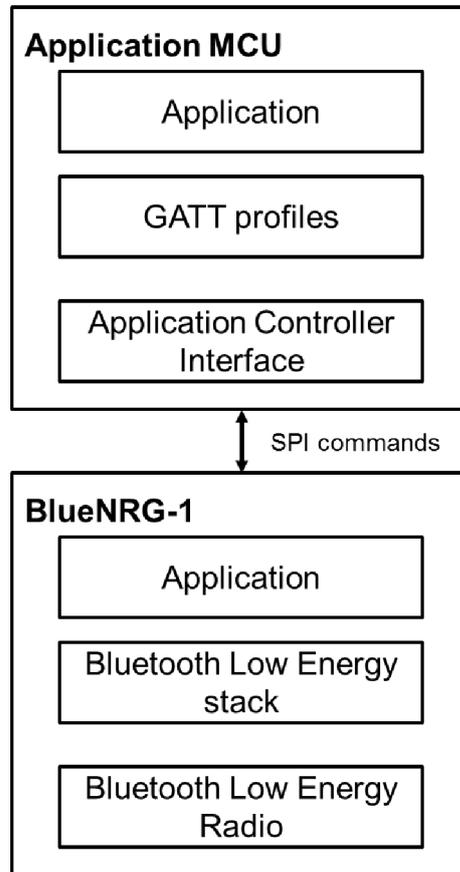 Application MCU
Application
GATT profiles
Application Controller
Interface
SPI commands
BlueNRG-1
Application
Bluetooth Low Energy
stack
Bluetooth Low Energy
Radio